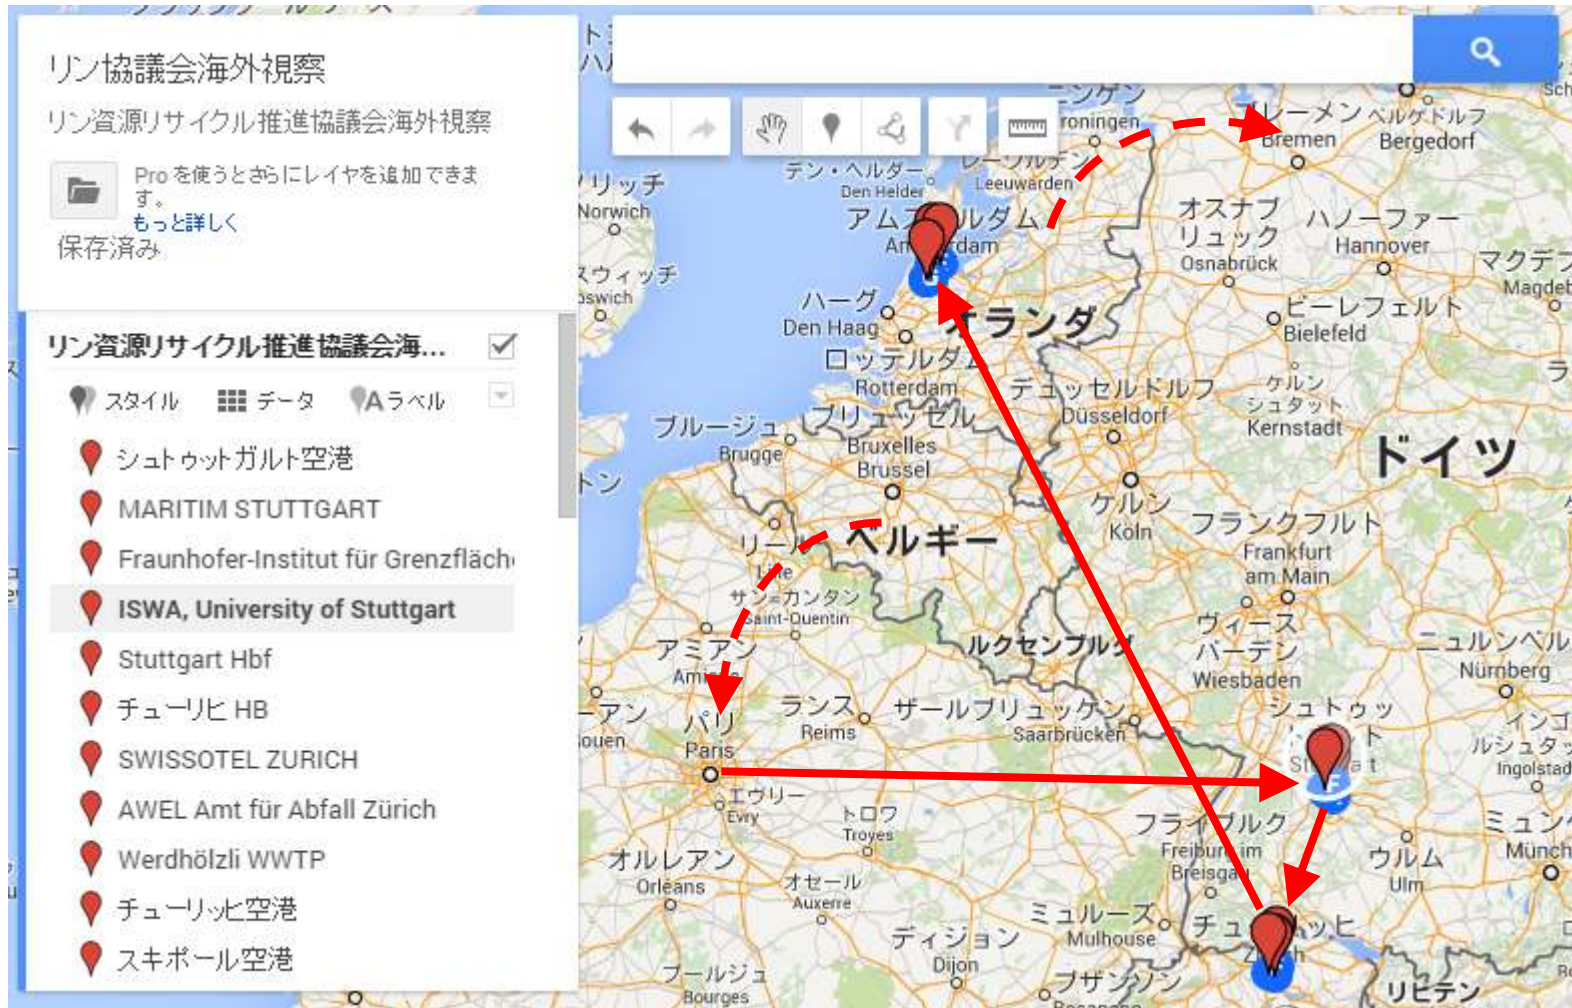 リン協議会海外視察
リン資源リサイクル推進協議会海外視察
Pro を使うとさらにレイヤを追加できま
す。
もっと詳しく
保存済み
リン資源リサイクル推進協議会海...
スタイル データ Aラベル
シュトゥットガルト空港
MARITIM STUTTGART
Fraunhofer-Institut für Grenzfläch
ISWA, University of Stuttgart
Stuttgart Hbf
チューリヒ HB
SWISSOTEL ZURICH
AWEL Amt für Abfall Zürich
Werdhölzli WWTP
チューリッヒ空港
スキポール空港
ブレーメン
Bremen
ベルゲドルフ
Bergedorf
デン・ヘルダー
Den Helder
レーワルデン
Leeuwarden
ノリッチ
Norwich
アムステルダム
オスナブ
リュック
Osnabrück
ハノーファー
Hannover
マクデブ
Magdeb
ハーグ
Den Haag
オランダ
ビーレフェルト
Bielefeld
ロッテルダム
Rotterdam
デュッセルドルフ
Düsseldorf
ケルン
シュタット
Kernstadt
ブルージュ
Brugge
ブリュッセル
Bruxelles
Brussel
ドイツ
ケルン
Köln
リール
Lille
ベルギー
フランクフルト
Frankfurt
am Main
サン=カンタン
Saint-Quentin
アミアン
ルクセンブルグ
ヴィース
バーデン
Wiesbaden
ニュルンベル
Nürnberg
パリ
Paris
ランス
Reims
ザールブリュッケン
Saarbrücken
シュトゥッ
インゴ
ルシュタッ
Ingolstad
エヴリー
Evry
トロワ
Troyes
フライブルク
Freiburg im
Breisgau
ウルム
Ulm
ミュン
Münch
オルレアン
Orléans
オセール
Auxerre
ミュルーズ
Mulhouse
チューリッヒ
ディジョン
Dijon
ブールジュ
Bourges
ブザンソン
リヒテン